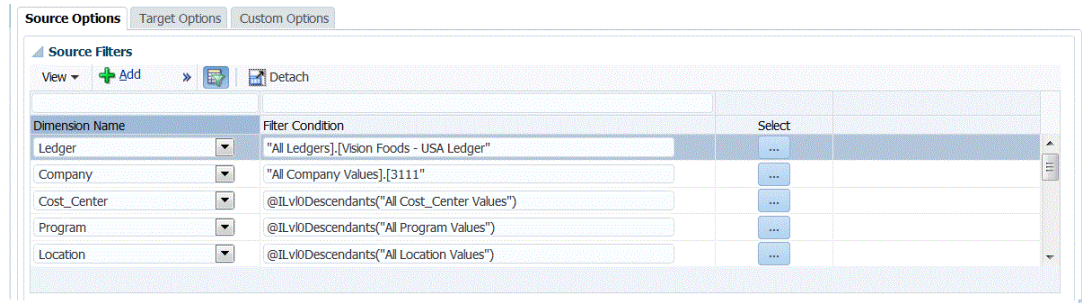 Source Options Target Options Custom Options
Source Filters
View Add » Detach
Dimension Name Filter Condition Select
Ledger "All Ledgers].[Vision Foods - USA Ledger" ...
Company "All Company Values].[3111" ...
Cost_Center @ILvl0Descendants("All Cost_Center Values") ...
Program @ILvl0Descendants("All Program Values") ...
Location @ILvl0Descendants("All Location Values") ...